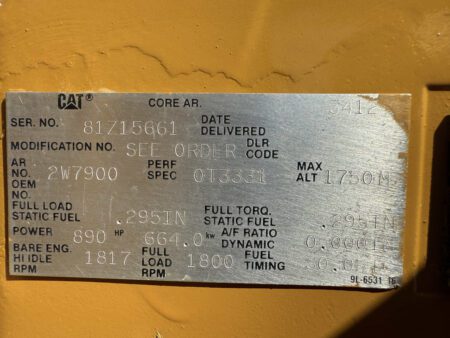 CAT® CORE AR. 3412
SER. NO. 81Z15661 DATE DELIVERED
MODIFICATION NO. SEE ORDER DLR CODE
AR NO. 2W7900 PERF SPEC 0T3331 MAX ALT 1750M
OEM NO.
FULL LOAD STATIC FUEL .295IN FULL TORQ. STATIC FUEL .295IN
POWER 890 HP 664.0 kw A/F RATIO DYNAMIC
BARE ENG. HI IDLE RPM 1817 FULL LOAD RPM 1800 FUEL TIMING
9L-6531